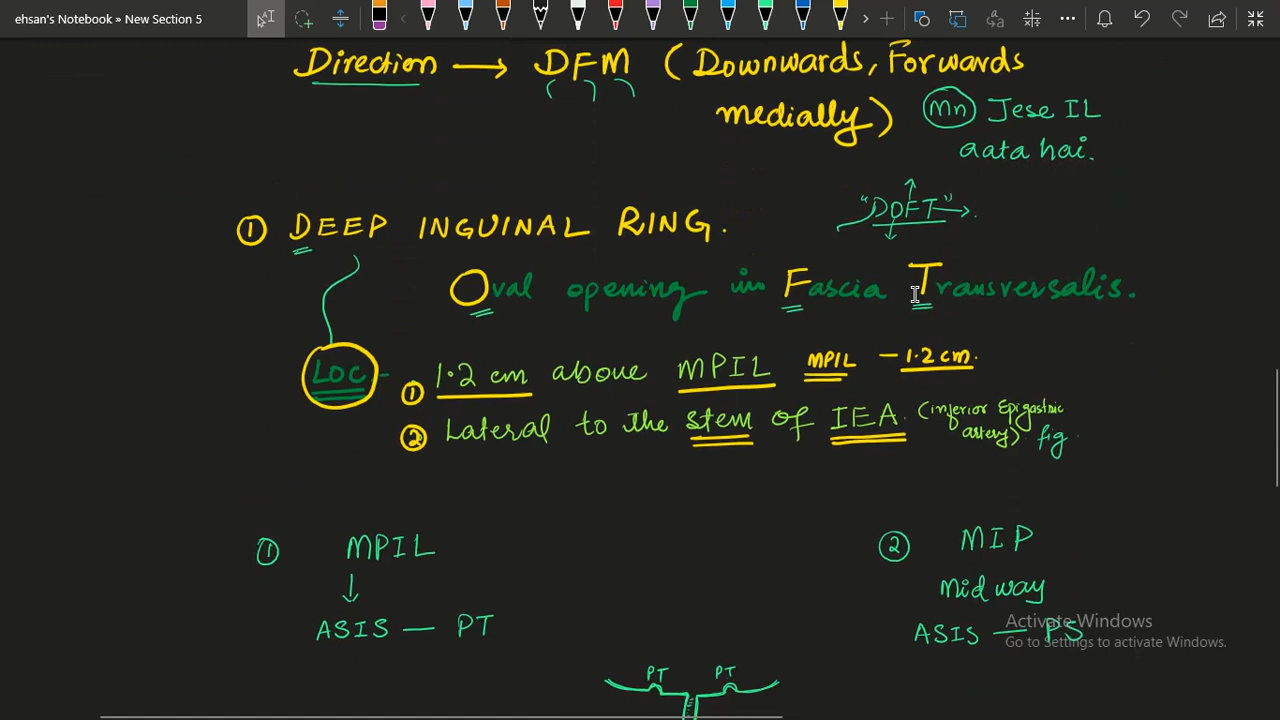 ehsan's Notebook » New Section 5
Direction → DFM (Downwards, Forwards
medially)
Mn Jese IL
aata hai.
① DEEP INGUINAL RING.
"DOFT"
Oval opening in Fascia Transversalis.
LOC - ① 1.2 cm above MPIL MPIL - 1.2 cm.
② Lateral to the stem of IEA. (inferior Epigastric
artery) fig
① MPIL
↓
ASIS — PT
② MIP
Midway
ASIS — PS
Activate Windows
Go to Settings to activate Windows.
PT PT